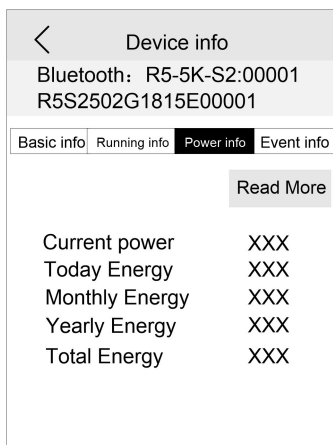 Device info
Bluetooth：R5-5K-S2:00001
R5S2502G1815E00001
Basic info Running info Power info Event info
Read More
Current power XXX
Today Energy XXX
Monthly Energy XXX
Yearly Energy XXX
Total Energy XXX